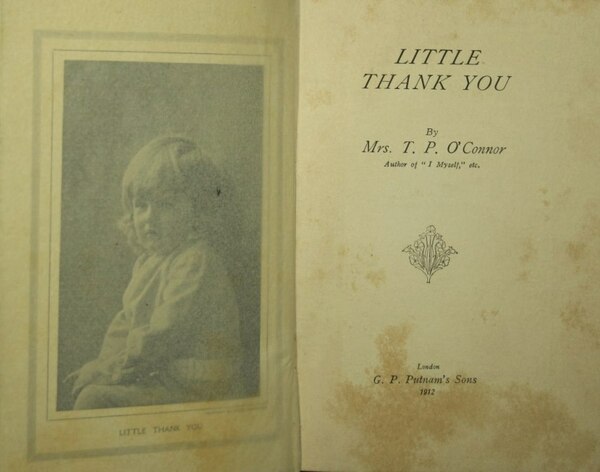 LITTLE THANK YOU
LITTLE
THANK YOU
By
Mrs. T. P. O'Connor
Author of "I Myself," etc.
London
G. P. Putnam's Sons
1912